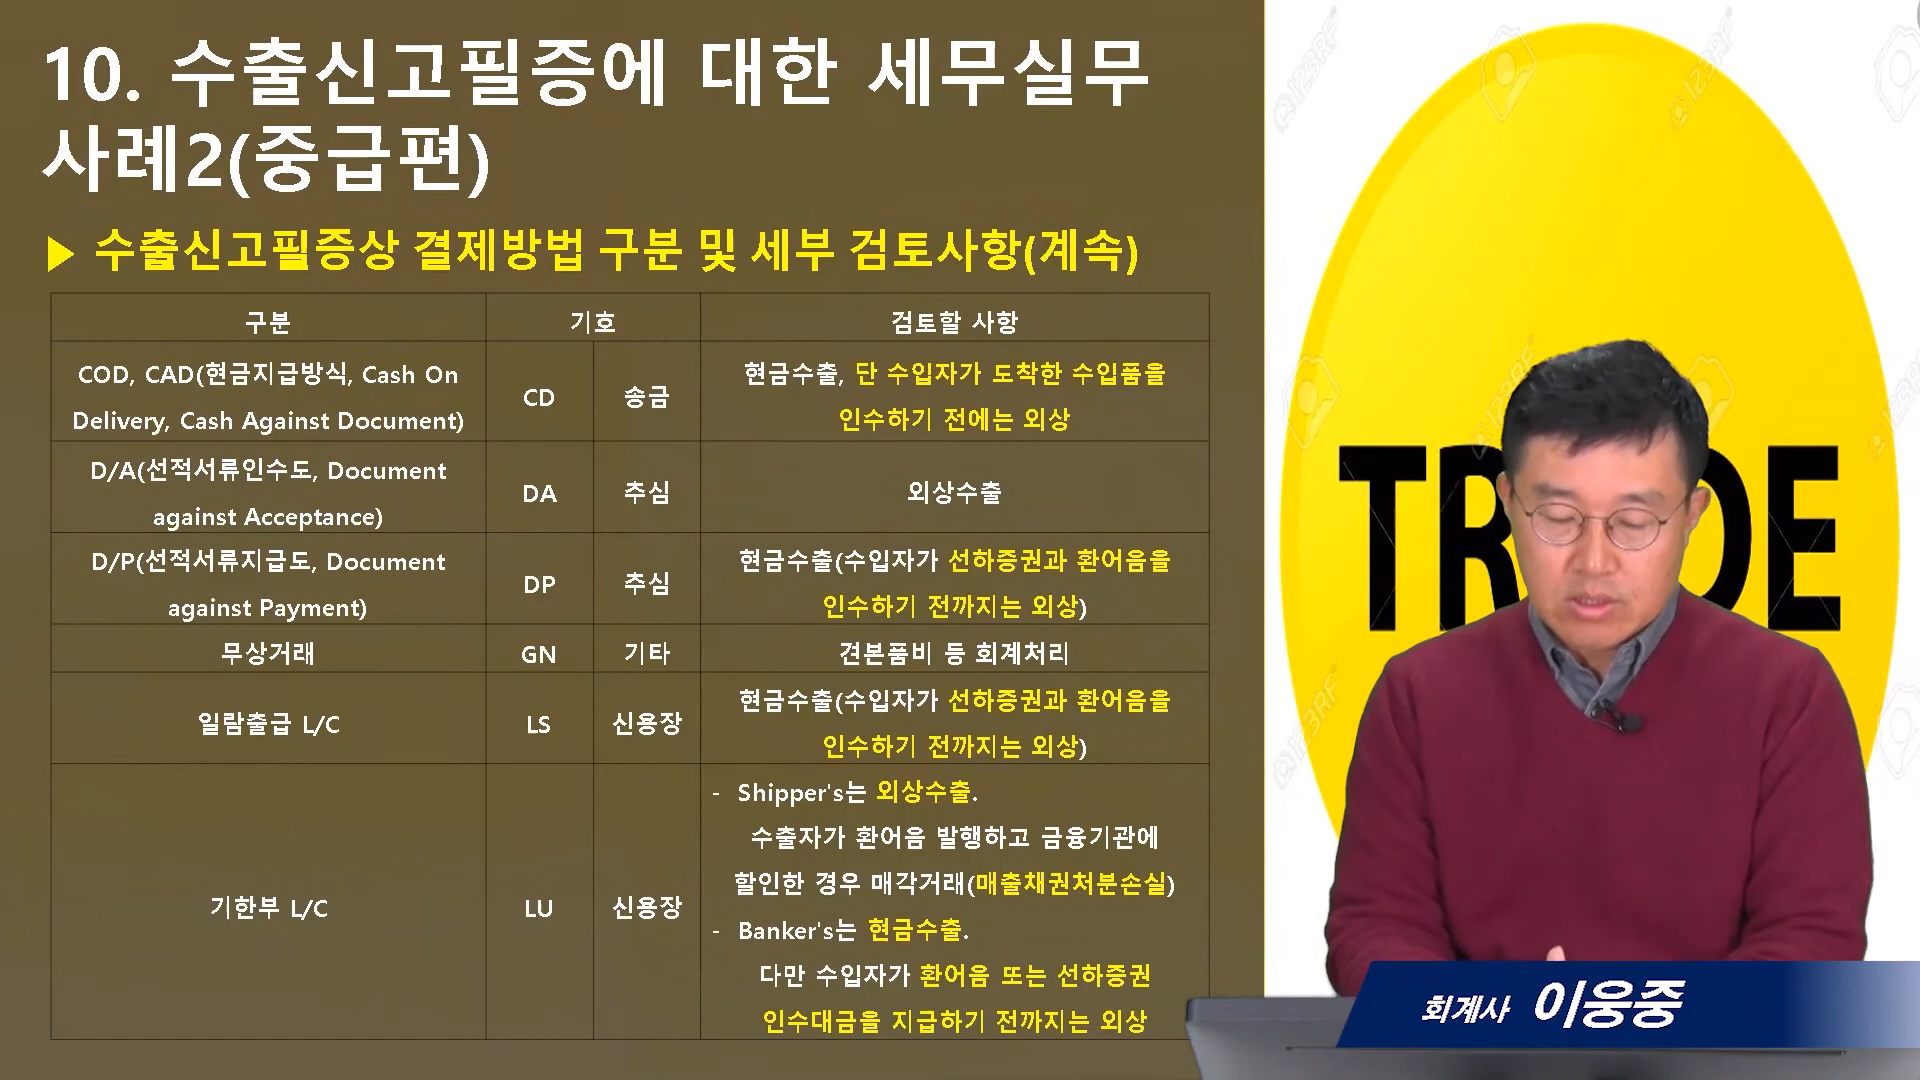 10. 수출신고필증에 대한 세무실무
사례2(중급편)
▶ 수출신고필증상 결제방법 구분 및 세부 검토사항(계속)
구분 기호 검토할 사항
COD, CAD(현금지급방식, Cash On
Delivery, Cash Against Document)
CD 송금
현금수출, 단 수입자가 도착한 수입품을
인수하기 전에는 외상
D/A(선적서류인수도, Document
against Acceptance)
DA 추심
외상수출
D/P(선적서류지급도, Document
against Payment)
DP 추심
현금수출(수입자가 선하증권과 환어음을
인수하기 전까지는 외상)
무상거래 GN 기타 견본품비 등 회계처리
일람출급 L/C LS 신용장
현금수출(수입자가 선하증권과 환어음을
인수하기 전까지는 외상)
기한부 L/C LU 신용장
- Shipper's는 외상수출.
수출자가 환어음 발행하고 금융기관에
할인한 경우 매각거래(매출채권처분손실)
- Banker's는 현금수출.
다만 수입자가 환어음 또는 선하증권
인수대금을 지급하기 전까지는 외상
회계사 이웅중
123RF